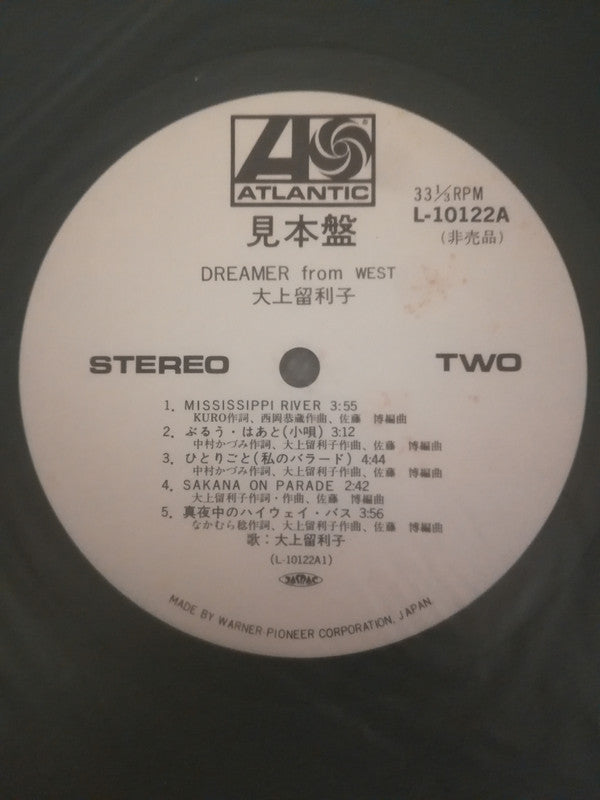 ATLANTIC
33⅓RPM
L-10122A
(非売品)
見本盤
DREAMER from WEST
大上留利子
STEREO
TWO
1. MISSISSIPPI RIVER 3:55
KURO作詞、西岡恭蔵作曲、佐藤 博編曲
2. ぶるう・はあと(小唄) 3:12
中村かづみ作詞、大上留利子作曲、佐藤 博編曲
3. ひとりごと(私のバラード) 4:44
中村かづみ作詞、大上留利子作曲、佐藤 博編曲
4. SAKANA ON PARADE 2:42
大上留利子作詞・作曲、佐藤 博編曲
5. 真夜中のハイウェイ・バス 3:56
なかむら稔作詞、大上留利子作曲、佐藤 博編曲
歌：大上留利子
(L-10122A1)
JASRAC
MADE BY WARNER-PIONEER CORPORATION, JAPAN